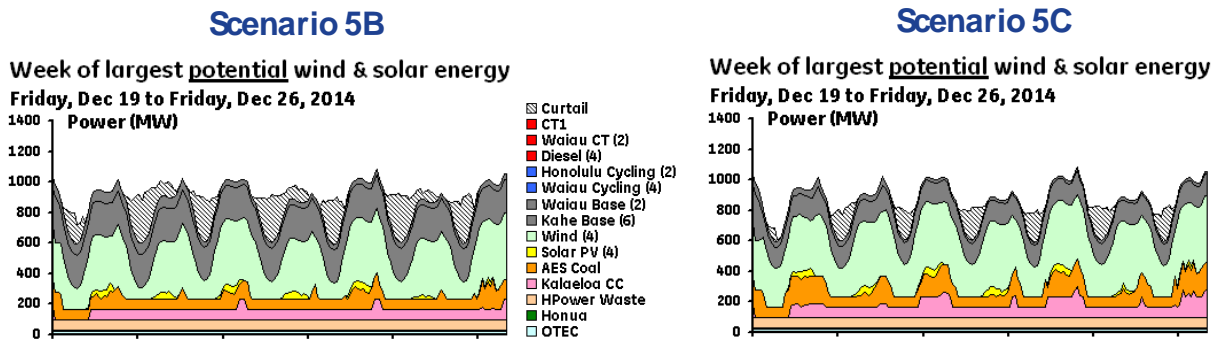 Scenario 5B
Week of largest potential wind & solar energy
Friday, Dec 19 to Friday, Dec 26, 2014
Power (MW)
1400
1200
1000
800
600
400
200
0
Curtail
CT1
Waiau CT (2)
Diesel (4)
Honolulu Cycling (2)
Waiau Cycling (4)
Waiau Base (2)
Kahe Base (6)
Wind (4)
Solar PV (4)
AES Coal
Kalaeloa CC
HPower Waste
Honua
OTEC
Scenario 5C
Week of largest potential wind & solar energy
Friday, Dec 19 to Friday, Dec 26, 2014
Power (MW)
1400
1200
1000
800
600
400
200
0